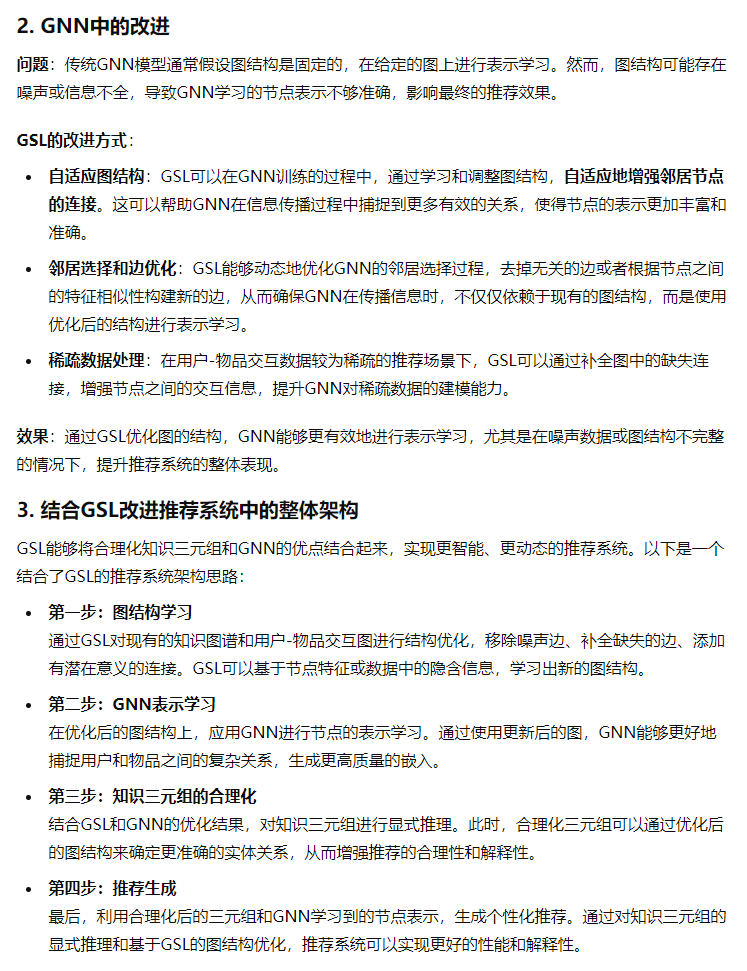 2. GNN中的改进
问题：传统GNN模型通常假设图结构是固定的，在给定的图上进行表示学习。然而，图结构可能存在
噪声或信息不全，导致GNN学习的节点表示不够准确，影响最终的推荐效果。
GSL的改进方式：
• 自适应图结构：GSL可以在GNN训练的过程中，通过学习和调整图结构，自适应地增强邻居节点
的连接。这可以帮助GNN在信息传播过程中捕捉到更多有效的关系，使得节点的表示更加丰富和
准确。
• 邻居选择和边优化：GSL能够动态地优化GNN的邻居选择过程，去掉无关的边或者根据节点之间
的特征相似性构建新的边，从而确保GNN在传播信息时，不仅仅依赖于现有的图结构，而是使用
优化后的结构进行表示学习。
• 稀疏数据处理：在用户-物品交互数据较为稀疏的推荐场景下，GSL可以通过补全图中的缺失连
接，增强节点之间的交互信息，提升GNN对稀疏数据的建模能力。
效果：通过GSL优化图的结构，GNN能够更有效地进行表示学习，尤其是在噪声数据或图结构不完整
的情况下，提升推荐系统的整体表现。
3. 结合GSL改进推荐系统中的整体架构
GSL能够将合理化知识三元组和GNN的优点结合起来，实现更智能、更动态的推荐系统。以下是一个
结合了GSL的推荐系统架构思路：
• 第一步：图结构学习
通过GSL对现有的知识图谱和用户-物品交互图进行结构优化，移除噪声边、补全缺失的边、添加
有潜在意义的连接。GSL可以基于节点特征或数据中的隐含信息，学习出新的图结构。
• 第二步：GNN表示学习
在优化后的图结构上，应用GNN进行节点的表示学习。通过使用更新后的图，GNN能够更好地
捕捉用户和物品之间的复杂关系，生成更高质量的嵌入。
• 第三步：知识三元组的合理化
结合GSL和GNN的优化结果，对知识三元组进行显式推理。此时，合理化三元组可以通过优化后
的图结构来确定更准确的实体关系，从而增强推荐的合理性和解释性。
• 第四步：推荐生成
最后，利用合理化后的三元组和GNN学习到的节点表示，生成个性化推荐。通过对知识三元组的
显式推理和基于GSL的图结构优化，推荐系统可以实现更好的性能和解释性。